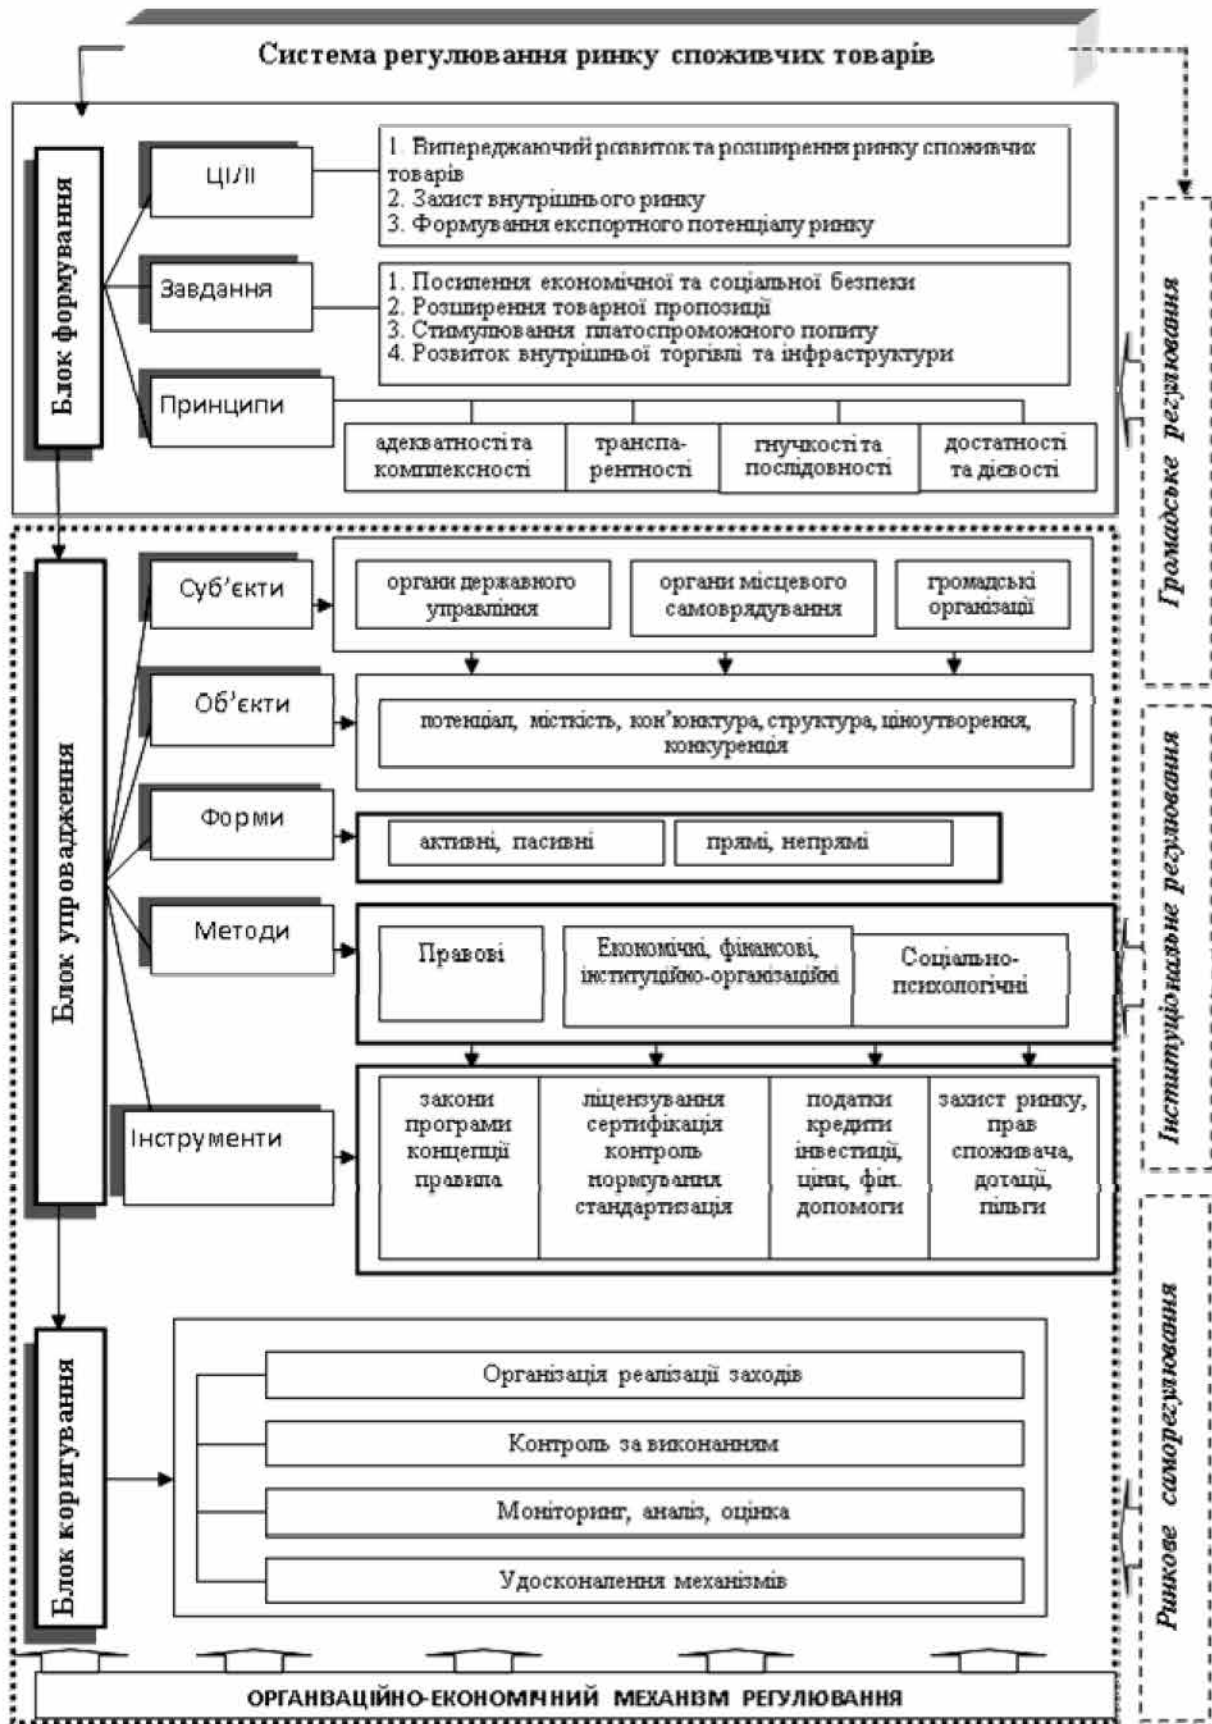 Система регулювання ринку споживчих товарів
Блок формування
ЦІЛІ
1. Випереджаючий розвиток та розширення ринку споживчих
товарів
2. Захист внутрішнього ринку
3. Формування експортного потенціалу ринку
Завдання
1. Посилення економічної та соціальної безпеки
2. Розширення товарної пропозиції
3. Стимулювання платоспроможного попиту
4. Розвиток внутрішньої торгівлі та інфраструктури
Принципи
адекватності та
комплексності
транспа-
рентності
гнучкості та
послідовності
достатності
та дієвості
Громадське регулювання
Блок упровадження
Суб'єкти
органи державного
управління
органи місцевого
самоврядування
громадські
організації
Об'єкти
потенціал, місткість, кон'юнктура, структура, ціноутворення,
конкуренція
Форми
активні, пасивні
прямі, непрямі
Методи
Правові
Економічні, фінансові,
інституційно-організаційні
Соціально-
психологічні
Інструменти
закони
програми
концепції
правила
ліцензування
сертифікація
контроль
нормування
стандартизація
податки
кредити
інвестиції,
ціни, фін.
допомоги
захист ринку,
прав
споживача,
дотації,
пільги
Інституціональне регулювання
Блок коригування
Організація реалізації заходів
Контроль за виконанням
Моніторинг, аналіз, оцінка
Удосконалення механізмів
Ринкове саморегулювання
ОРГАНІЗАЦІЙНО-ЕКОНОМІЧНИЙ МЕХАНІЗМ РЕГУЛЮВАННЯ